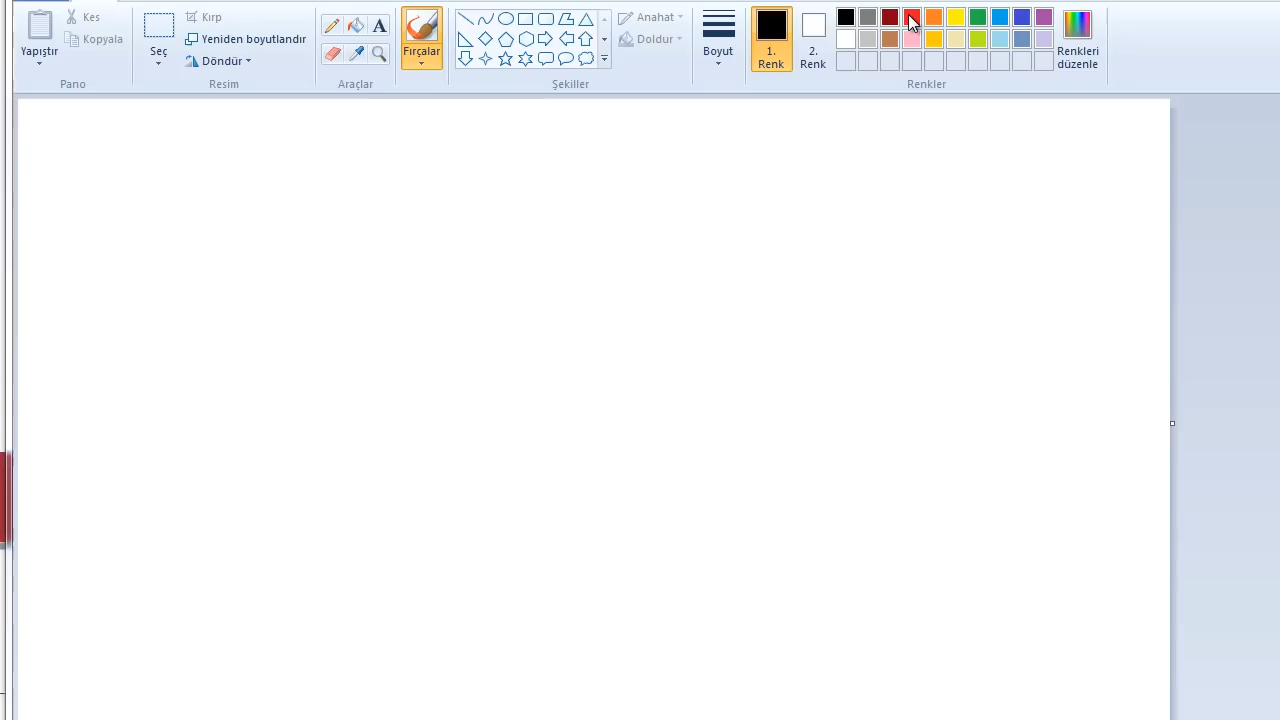 Yapıştır
Kes
Kopyala
Pano
Seç
Kırp
Yeniden boyutlandır
Döndür
Resim
A
Araçlar
Fırçalar
Anahat
Doldur
Şekiller
Boyut
1.
Renk
2.
Renk
Renkleri
düzenle
Renkler